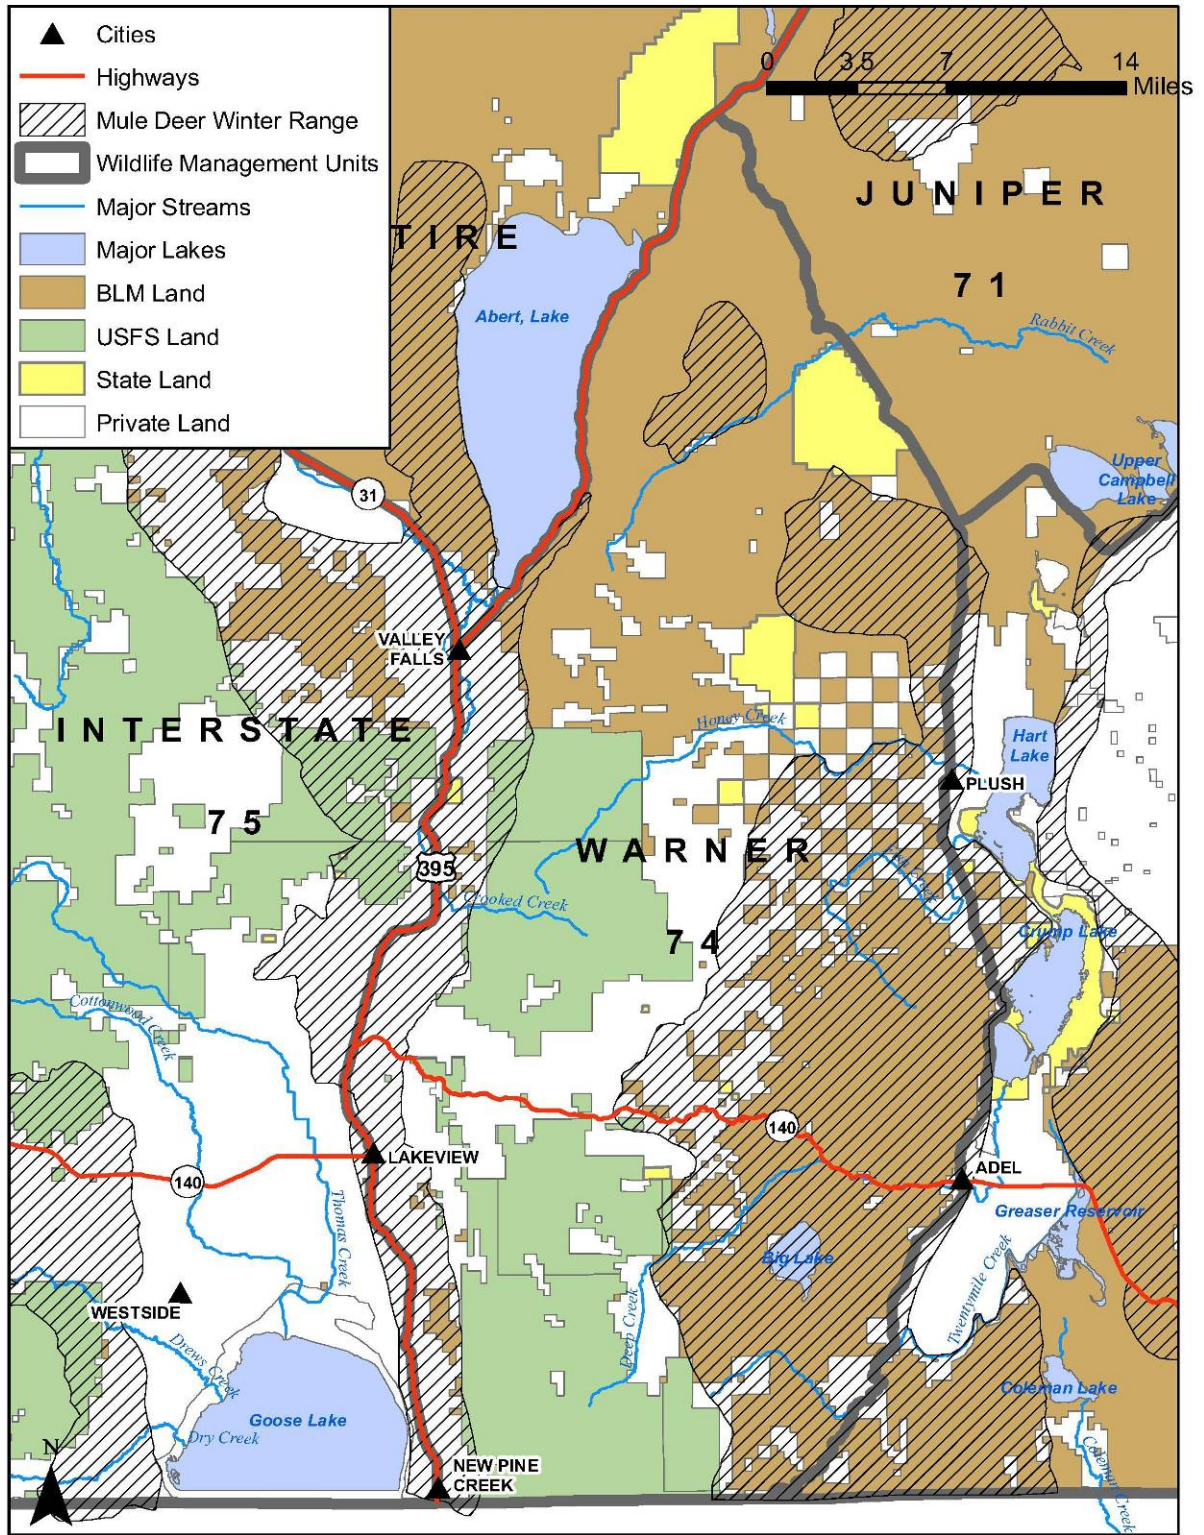 Cities
Highways
Mule Deer Winter Range
Wildlife Management Units
Major Streams
Major Lakes
BLM Land
USFS Land
State Land
Private Land
0 3.5 7 14
Miles
JUNIPER
71
TIRE
Abert, Lake
Rabbit Creek
Upper
Campbell
Lake
31
VALLEY
FALLS
INTERSTATE
75
Honey Creek
Hart
Lake
PLUSH
WARNER
74
395
Crooked Creek
Creek
Crump Lake
Cottonwood Creek
140
LAKEVIEW
140
ADEL
Greaser Reservoir
Thomas Creek
Big Lake
Twentymile Creek
WESTSIDE
Deep Creek
Drews Creek
Coleman Lake
Goose Lake
Dry Creek
Coleman Creek
N
NEW PINE
CREEK